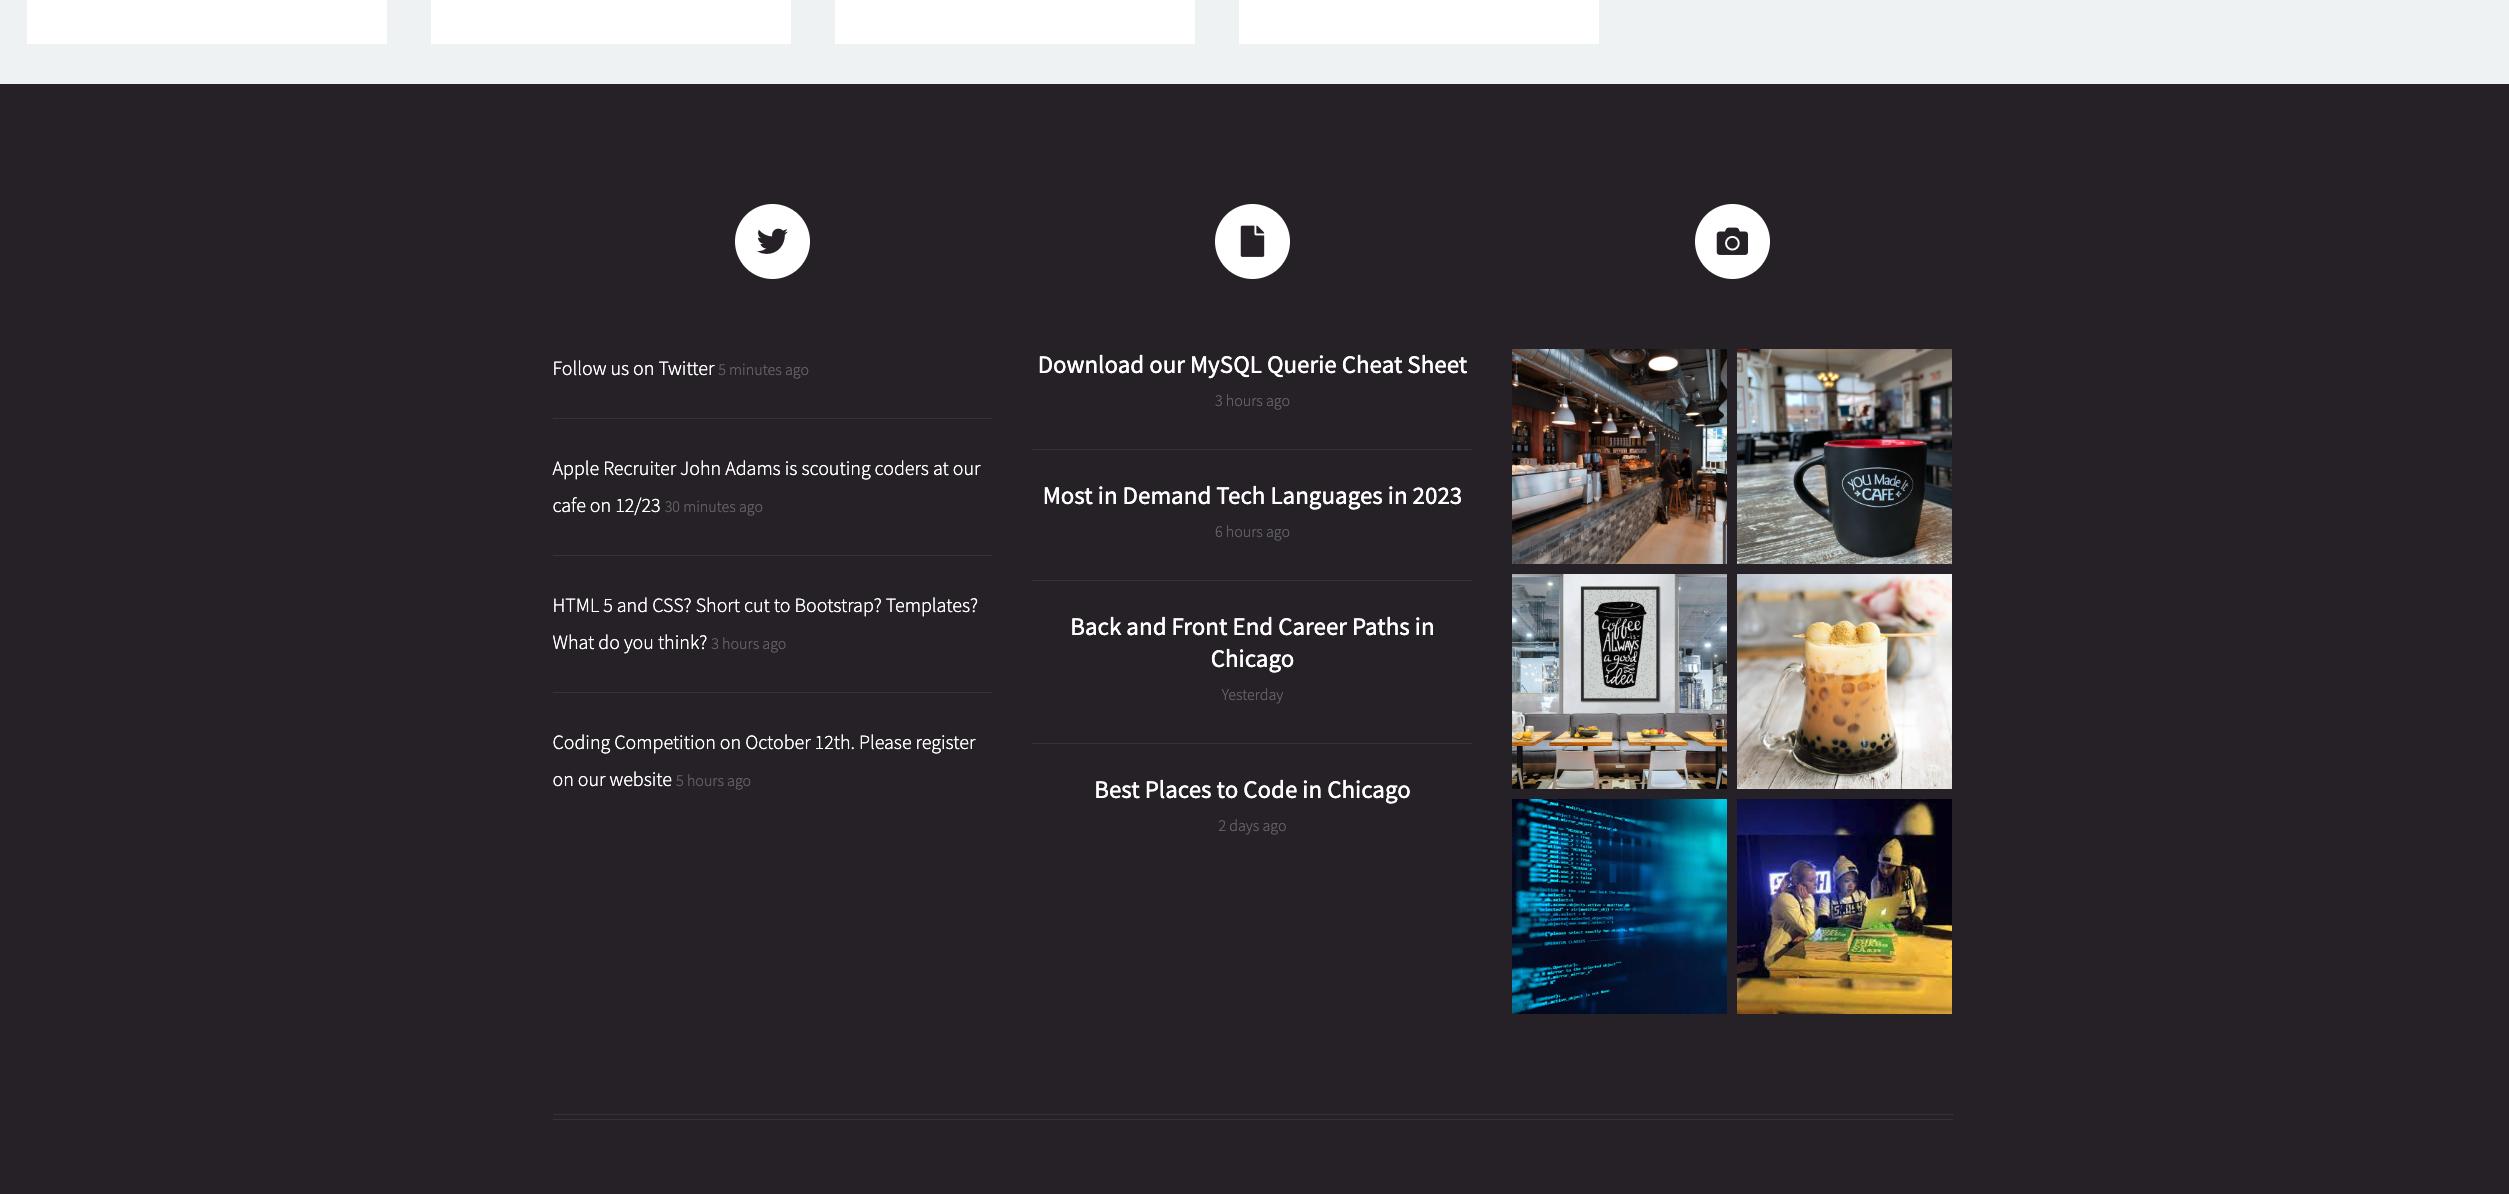 Follow us on Twitter 5 minutes ago
Apple Recruiter John Adams is scouting coders at our
cafe on 12/23 30 minutes ago
HTML 5 and CSS? Short cut to Bootstrap? Templates?
What do you think? 3 hours ago
Coding Competition on October 12th. Please register
on our website 5 hours ago
Download our MySQL Querie Cheat Sheet
3 hours ago
Most in Demand Tech Languages in 2023
6 hours ago
Back and Front End Career Paths in
Chicago
Yesterday
Best Places to Code in Chicago
2 days ago
YOU Made It
CAFE
Coffee
ALWAYS
is
a good
idea